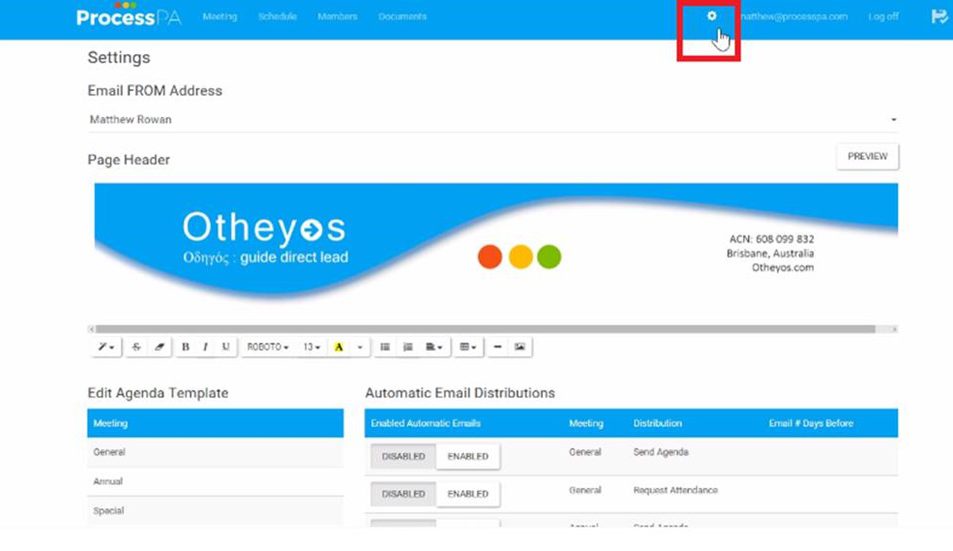 ProcessPA Meeting Schedule Members Documents matthew@processpa.com Log off
Settings
Email FROM Address
Matthew Rowan
Page Header PREVIEW
Otheyos
Οδηγός : guide direct lead
ACN: 608 099 832
Brisbane, Australia
Otheyos.com
B I U ROBOTO 13 A
Edit Agenda Template Automatic Email Distributions
Meeting Enabled Automatic Emails Meeting Distribution Email # Days Before
General DISABLED ENABLED General Send Agenda
Annual DISABLED ENABLED General Request Attendance
Special Annual Send Agenda